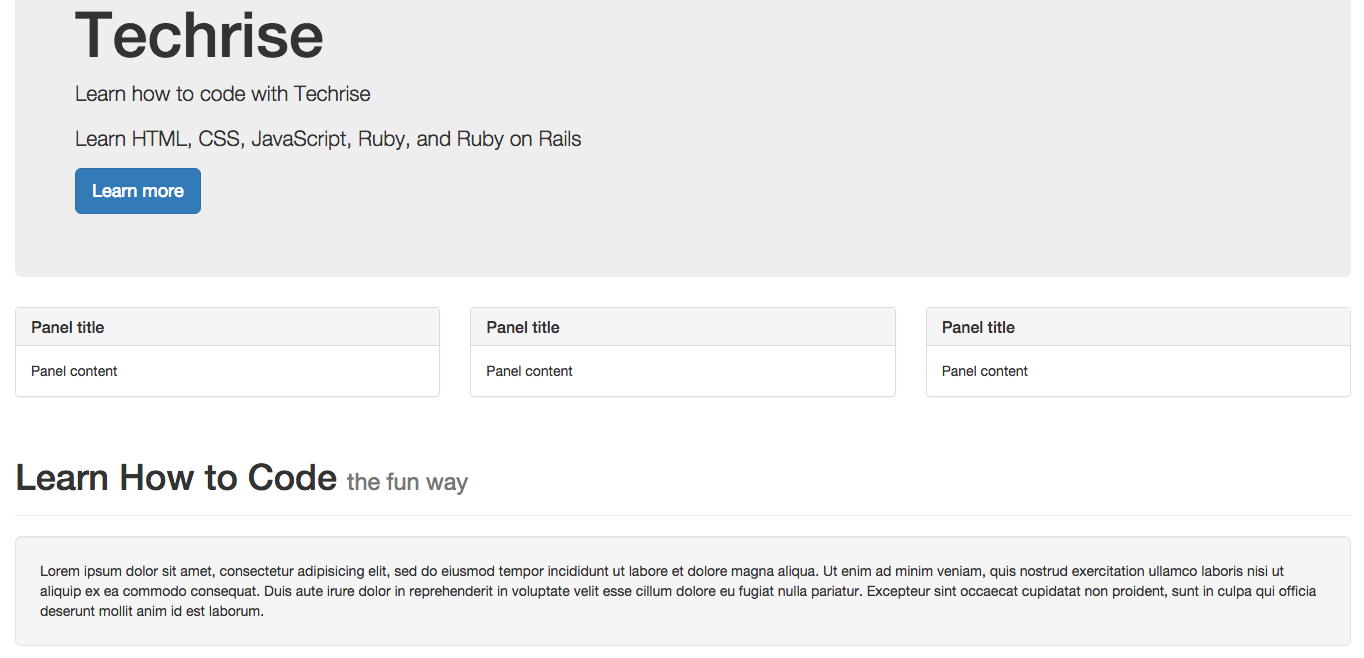 Techrise
Learn how to code with Techrise
Learn HTML, CSS, JavaScript, Ruby, and Ruby on Rails
Learn more
Panel title
Panel content
Panel title
Panel content
Panel title
Panel content
Learn How to Code the fun way
Lorem ipsum dolor sit amet, consectetur adipisicing elit, sed do eiusmod tempor incididunt ut labore et dolore magna aliqua. Ut enim ad minim veniam, quis nostrud exercitation ullamco laboris nisi ut
aliquip ex ea commodo consequat. Duis aute irure dolor in reprehenderit in voluptate velit esse cillum dolore eu fugiat nulla pariatur. Excepteur sint occaecat cupidatat non proident, sunt in culpa qui officia
deserunt mollit anim id est laborum.